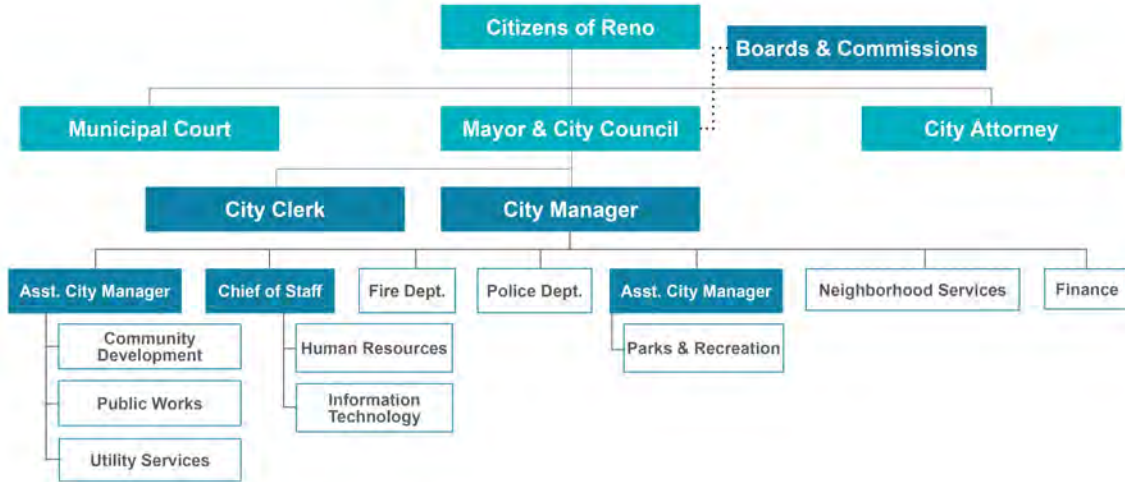 Citizens of Reno
Boards & Commissions
Municipal Court
Mayor & City Council
City Attorney
City Clerk
City Manager
Asst. City Manager
Chief of Staff
Fire Dept.
Police Dept.
Asst. City Manager
Neighborhood Services
Finance
Community
Development
Human Resources
Parks & Recreation
Public Works
Information
Technology
Utility Services